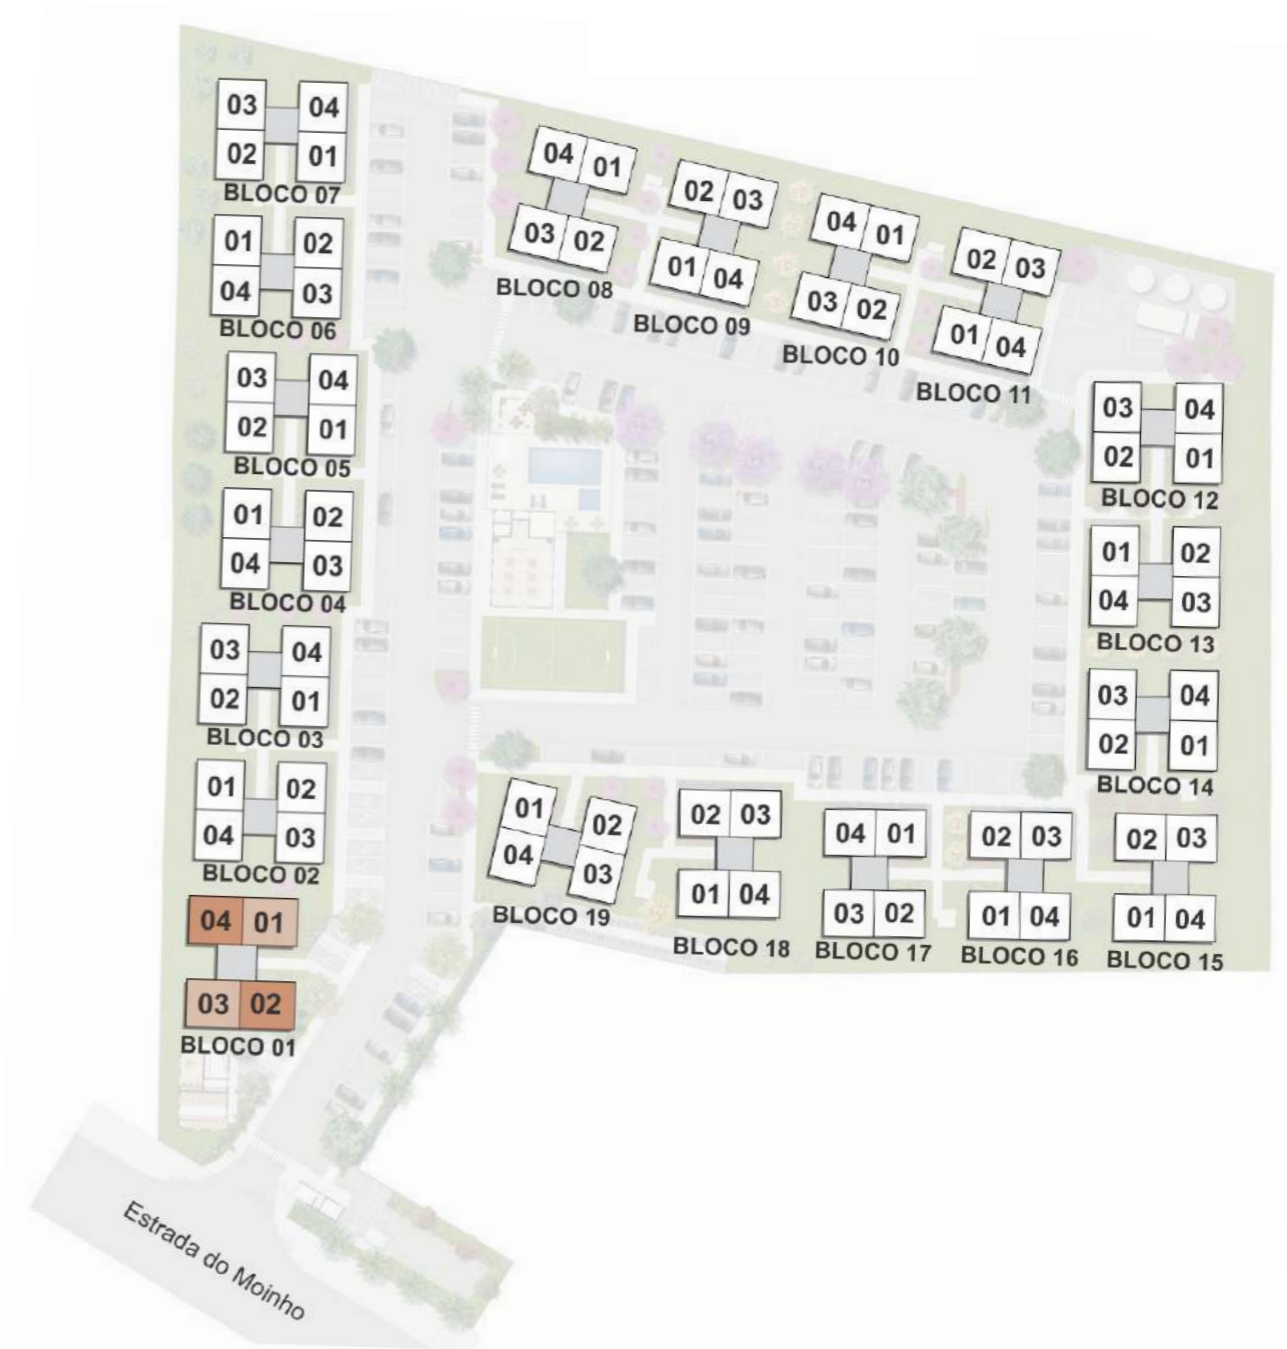 03 04
02 01
BLOCO 07
01 02
04 03
BLOCO 06
03 04
02 01
BLOCO 05
01 02
04 03
BLOCO 04
03 04
02 01
BLOCO 03
01 02
04 03
BLOCO 02
04 01
03 02
BLOCO 01
04 01
03 02
BLOCO 08
02 03
01 04
BLOCO 09
04 01
03 02
BLOCO 10
02 03
01 04
BLOCO 11
03 04
02 01
BLOCO 12
01 02
04 03
BLOCO 13
03 04
02 01
BLOCO 14
01 02
04 03
BLOCO 19
02 03
01 04
BLOCO 18
04 01
03 02
BLOCO 17
02 03
01 04
BLOCO 16
02 03
01 04
BLOCO 15
Estrada do Moinho